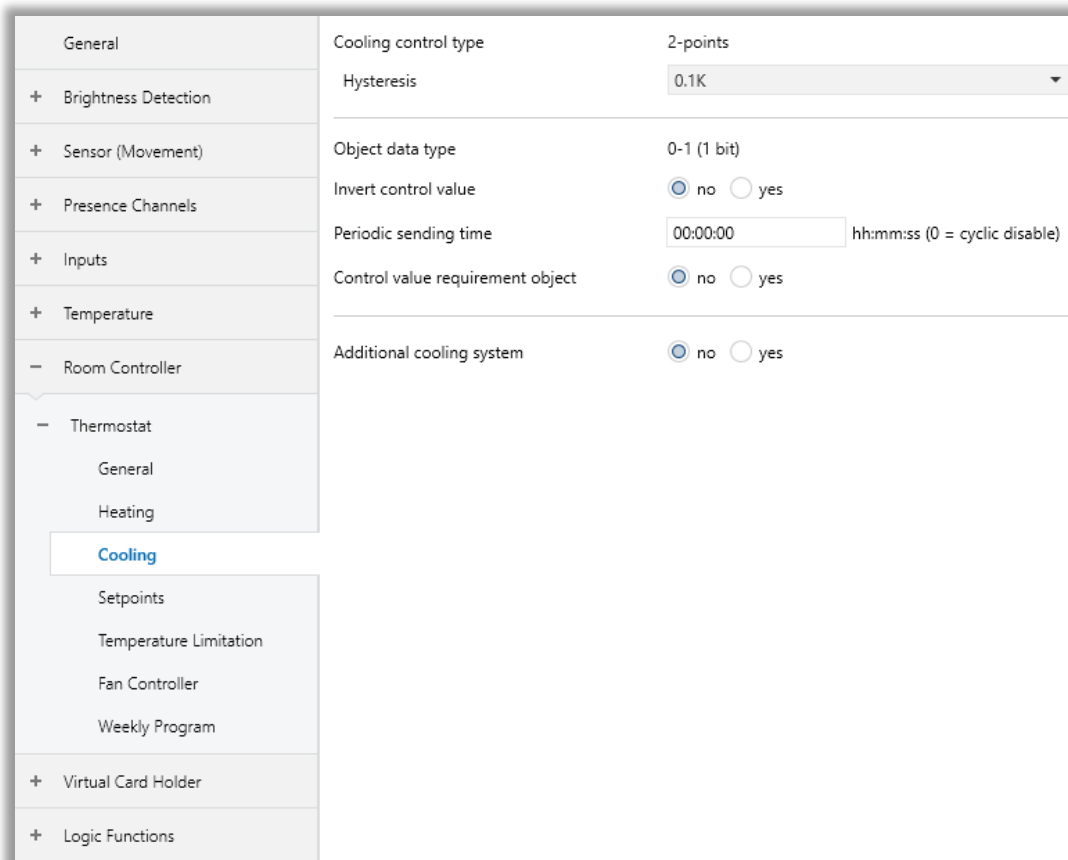 General
+ Brightness Detection
+ Sensor (Movement)
+ Presence Channels
+ Inputs
+ Temperature
− Room Controller
− Thermostat
General
Heating
Cooling
Setpoints
Temperature Limitation
Fan Controller
Weekly Program
+ Virtual Card Holder
+ Logic Functions
Cooling control type 2-points
Hysteresis 0.1K
Object data type 0-1 (1 bit)
Invert control value no yes
Periodic sending time 00:00:00 hh:mm:ss (0 = cyclic disable)
Control value requirement object no yes
Additional cooling system no yes